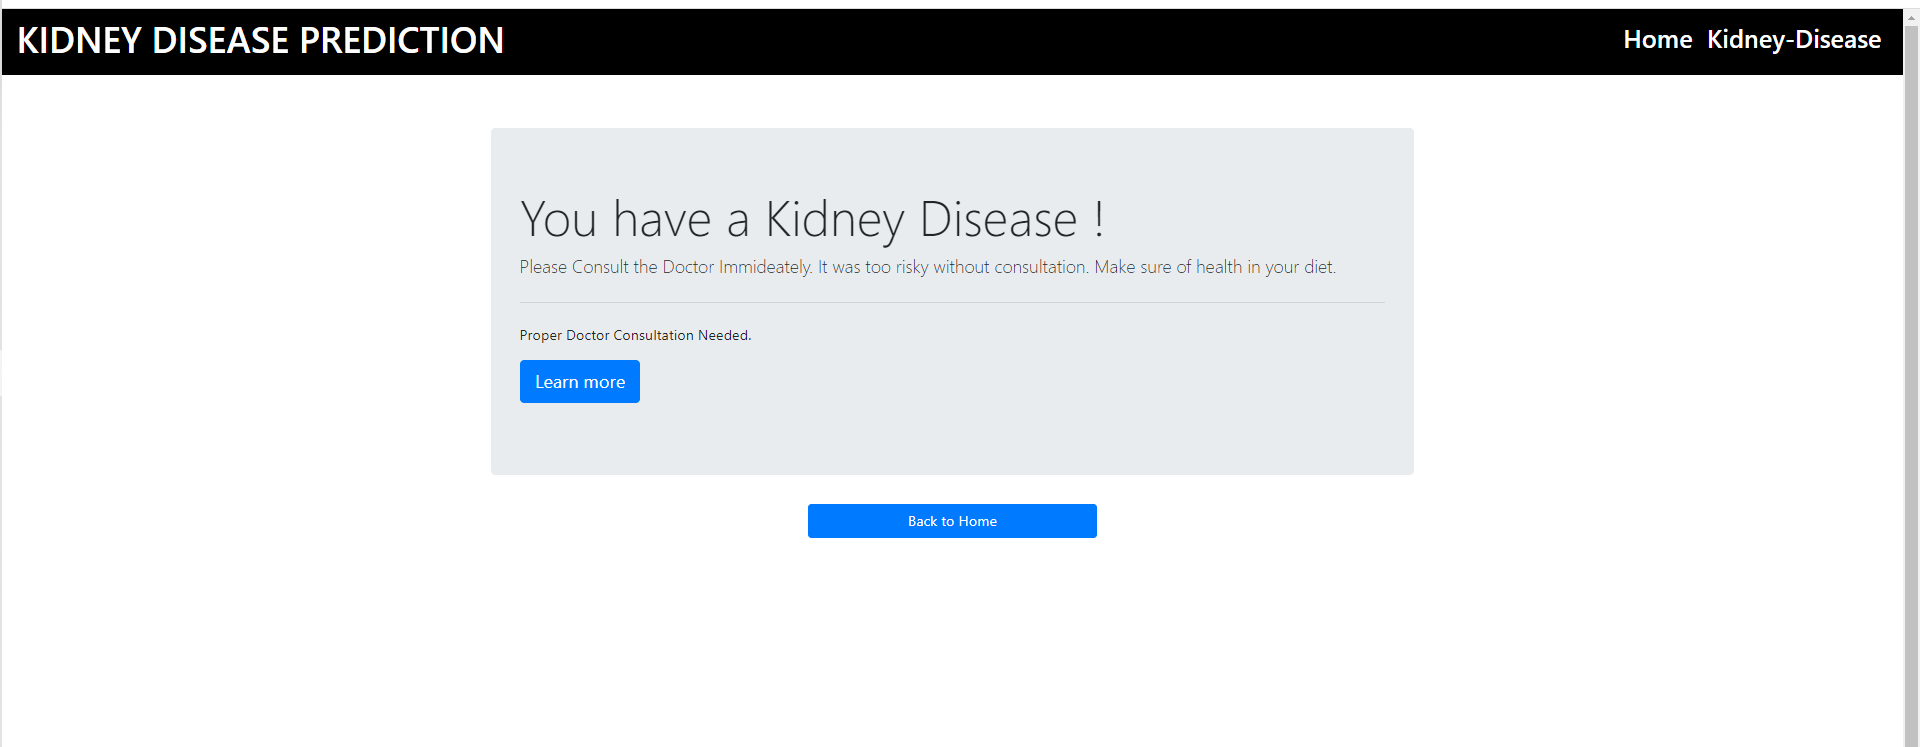 KIDNEY DISEASE PREDICTION
Home Kidney-Disease
You have a Kidney Disease !
Please Consult the Doctor Immideately. It was too risky without consultation. Make sure of health in your diet.
Proper Doctor Consultation Needed.
Learn more
Back to Home